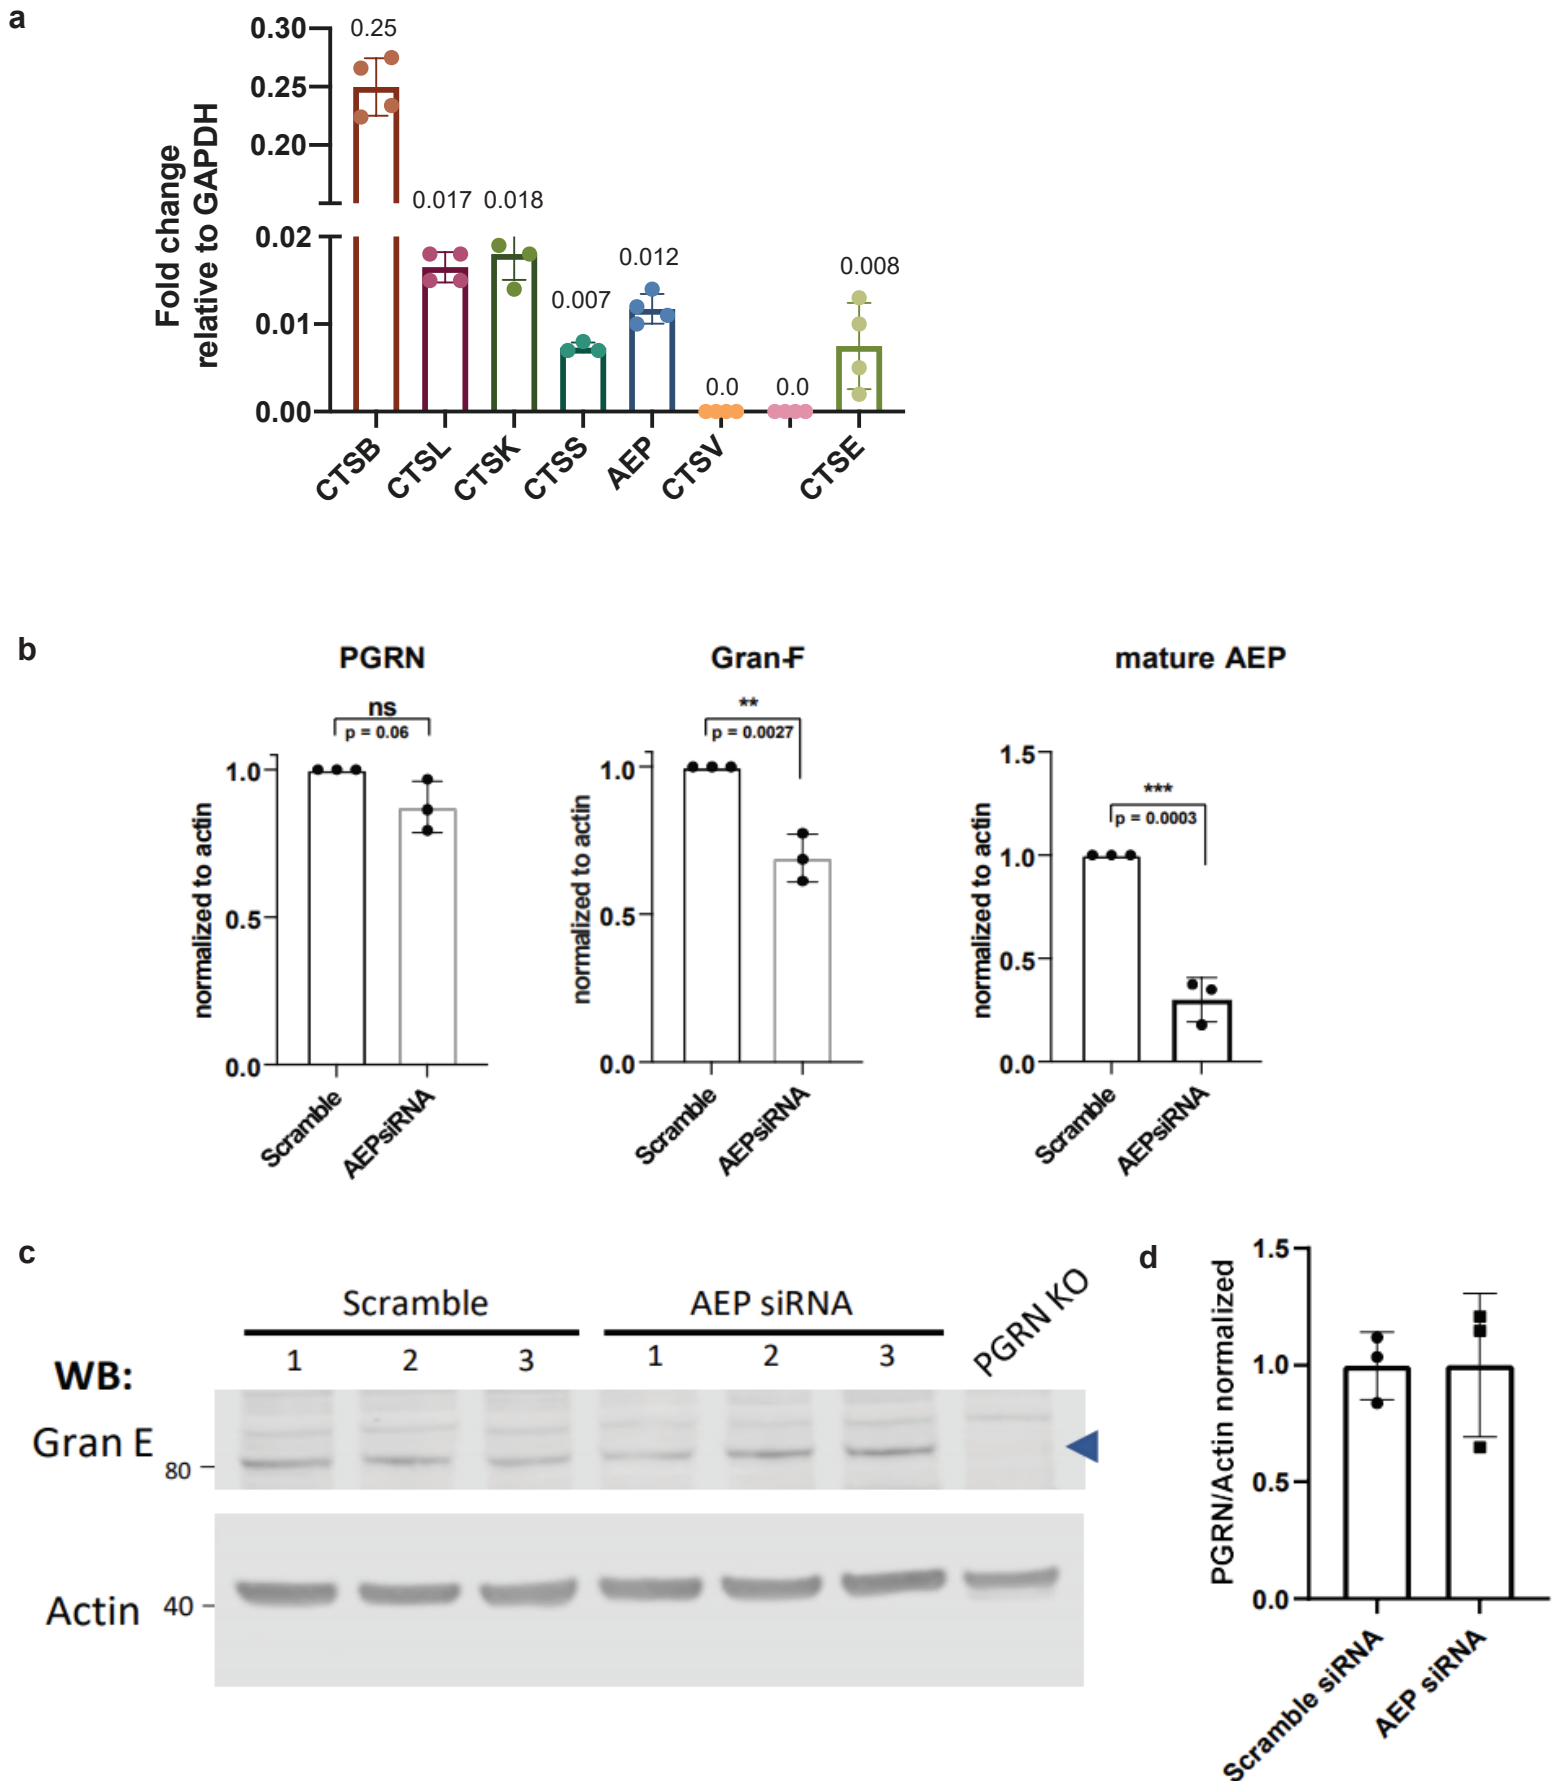 a
0.30
0.25
0.25
0.20
0.02
0.01
0.00
Fold change
relative to GAPDH
0.017 0.018
0.007
0.012
0.0
0.0
0.008
CTSB
CTSL
CTSK
CTSS
AEP
CTSV
CTSE
b
PGRN
ns
p = 0.06
1.0
0.5
0.0
normalized to actin
Scramble
AEPsiRNA
Gran-F
**
p = 0.0027
1.0
0.5
0.0
normalized to actin
Scramble
AEPsiRNA
mature AEP
***
p = 0.0003
1.5
1.0
0.5
0.0
normalized to actin
Scramble
AEPsiRNA
c
Scramble
AEP siRNA
PGRN KO
1 2 3 1 2 3
WB:
Gran E
80
Actin
40
d
1.5
1.0
0.5
0.0
PGRN/Actin normalized
Scramble siRNA
AEP siRNA